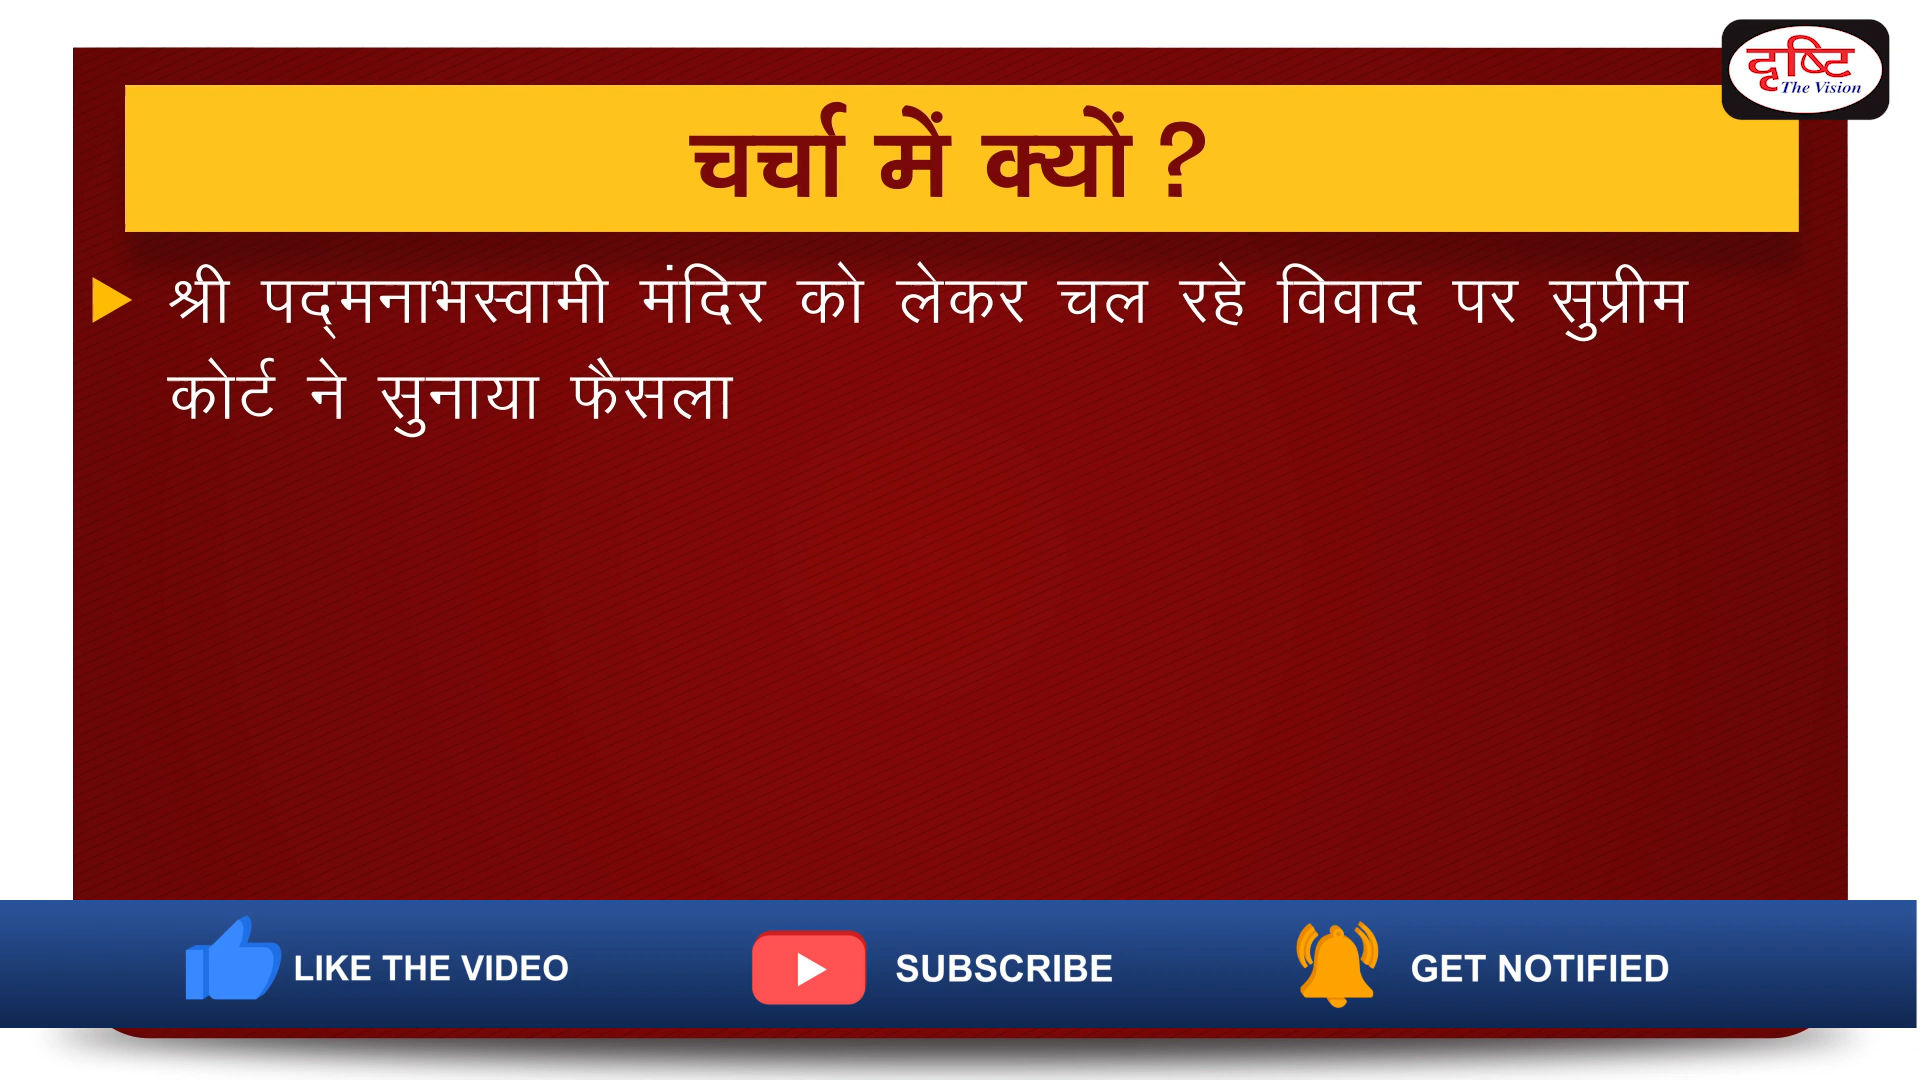 दृष्टि
The Vision
चर्चा में क्यों ?
श्री पद्‌मनाभस्वामी मंदिर को लेकर चल रहे विवाद पर सुप्रीम
कोर्ट ने सुनाया फैसला
LIKE THE VIDEO SUBSCRIBE GET NOTIFIED